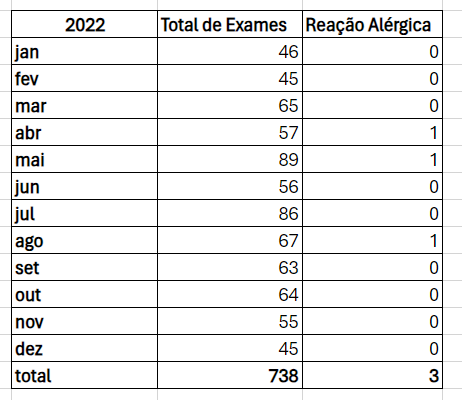 2022 Total de Exames Reação Alérgica
jan 46 0
fev 45 0
mar 65 0
abr 57 1
mai 89 1
jun 56 0
jul 86 0
ago 67 1
set 63 0
out 64 0
nov 55 0
dez 45 0
total 738 3